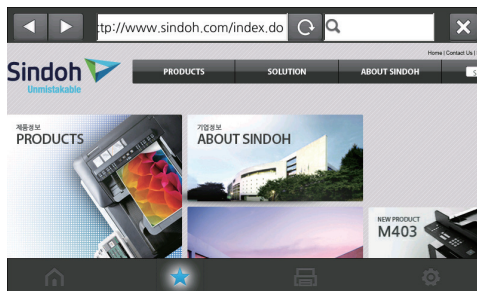 ttp://www.sindoh.com/index.do
Home | Contact Us |
Sindoh
Unmistakable
PRODUCTS
SOLUTION
ABOUT SINDOH
S
제품정보
PRODUCTS
기업정보
ABOUT SINDOH
NEW PRODUCT
M403